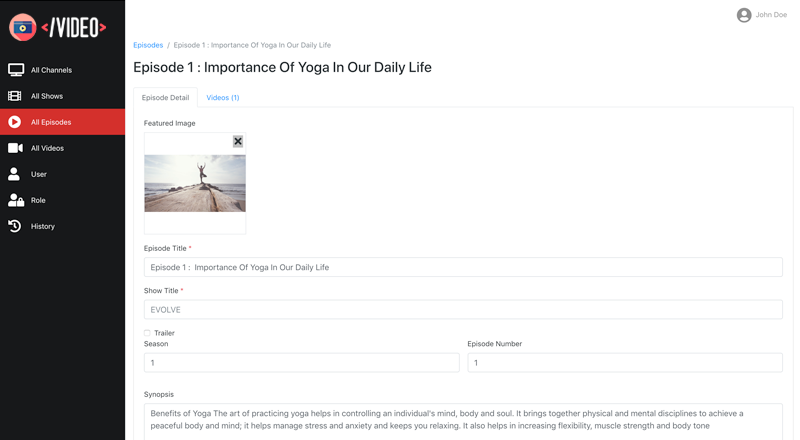 </VIDEO>
John Doe
All Channels
All Shows
All Episodes
All Videos
User
Role
History
Episodes / Episode 1 : Importance Of Yoga In Our Daily Life
Episode 1 : Importance Of Yoga In Our Daily Life
Episode Detail
Videos (1)
Featured Image
Episode Title *
Episode 1 :  Importance Of Yoga In Our Daily Life
Show Title *
EVOLVE
Trailer
Season
Episode Number
1
1
Synopsis
Benefits of Yoga The art of practicing yoga helps in controlling an individual's mind, body and soul. It brings together physical and mental disciplines to achieve a
peaceful body and mind; it helps manage stress and anxiety and keeps you relaxing. It also helps in increasing flexibility, muscle strength and body tone